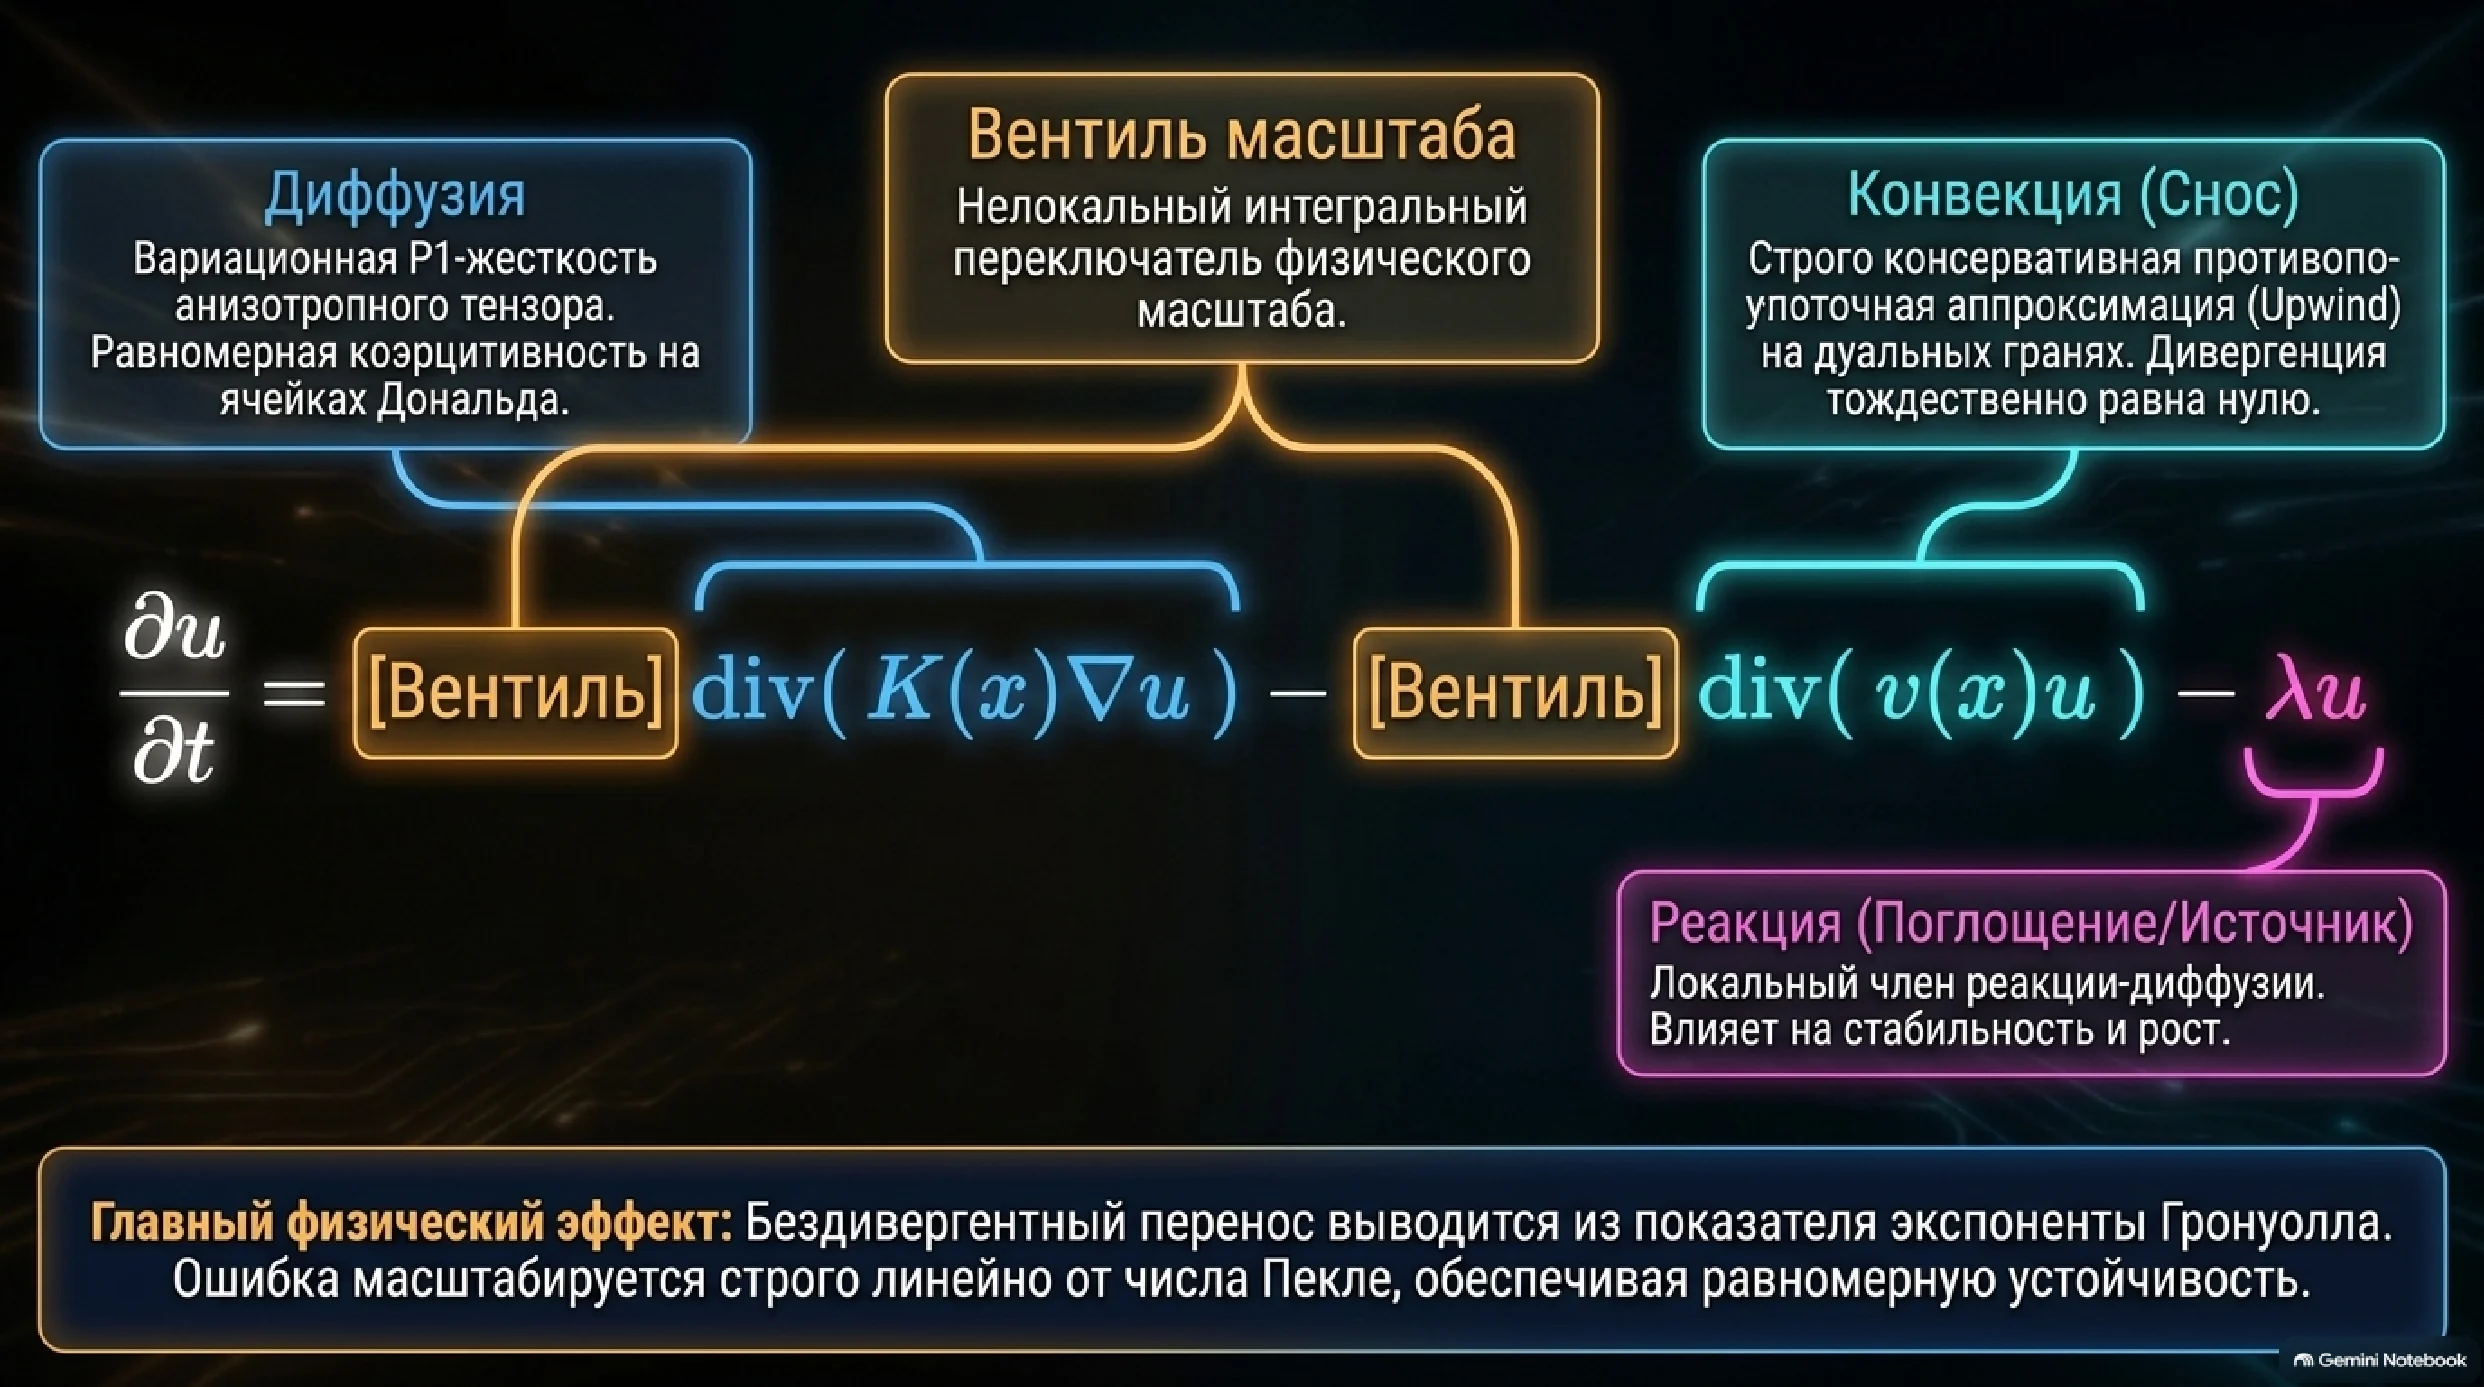 Вентиль масштаба
Нелокальный интегральный
переключатель физического
масштаба.
Диффузия
Вариационная P1-жесткость
анизотропного тензора.
Равномерная коэрцитивность на
ячейках Дональда.
Конвекция (Снос)
Строго консервативная противопо-
употочная аппроксимация (Upwind)
на дуальных гранях. Дивергенция
тождественно равна нулю.
∂u/∂t = [Вентиль] div( K(x)∇u ) − [Вентиль] div( v(x)u ) − λu
Реакция (Поглощение/Источник)
Локальный член реакции-диффузии.
Влияет на стабильность и рост.
Главный физический эффект: Бездивергентный перенос выводится из показателя экспоненты Гронуолла.
Ошибка масштабируется строго линейно от числа Пекле, обеспечивая равномерную устойчивость.
Gemini Notebook